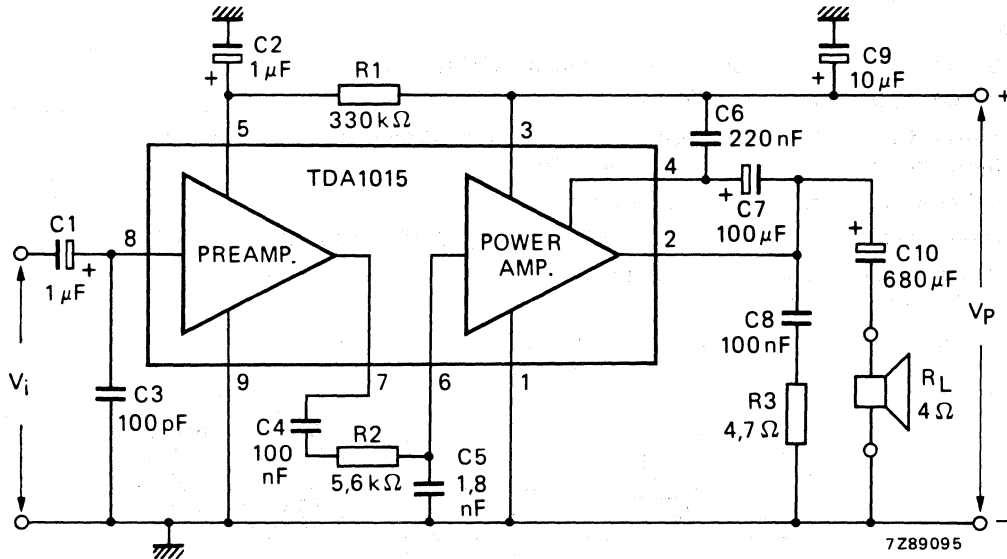 C2
1 μF
+
R1
330 kΩ
C9
10 μF
+
+
5
3
C6
220 nF
4
TDA1015
+
C7
100 μF
C1
1 μF
+
8
PREAMP.
POWER
AMP.
2
+
C10
680 μF
Vi
VP
C8
100 nF
C3
100 pF
9
7
6
1
RL
4 Ω
R3
4,7 Ω
C4
100
nF
R2
5,6 kΩ
C5
1,8
nF
–
7Z89095